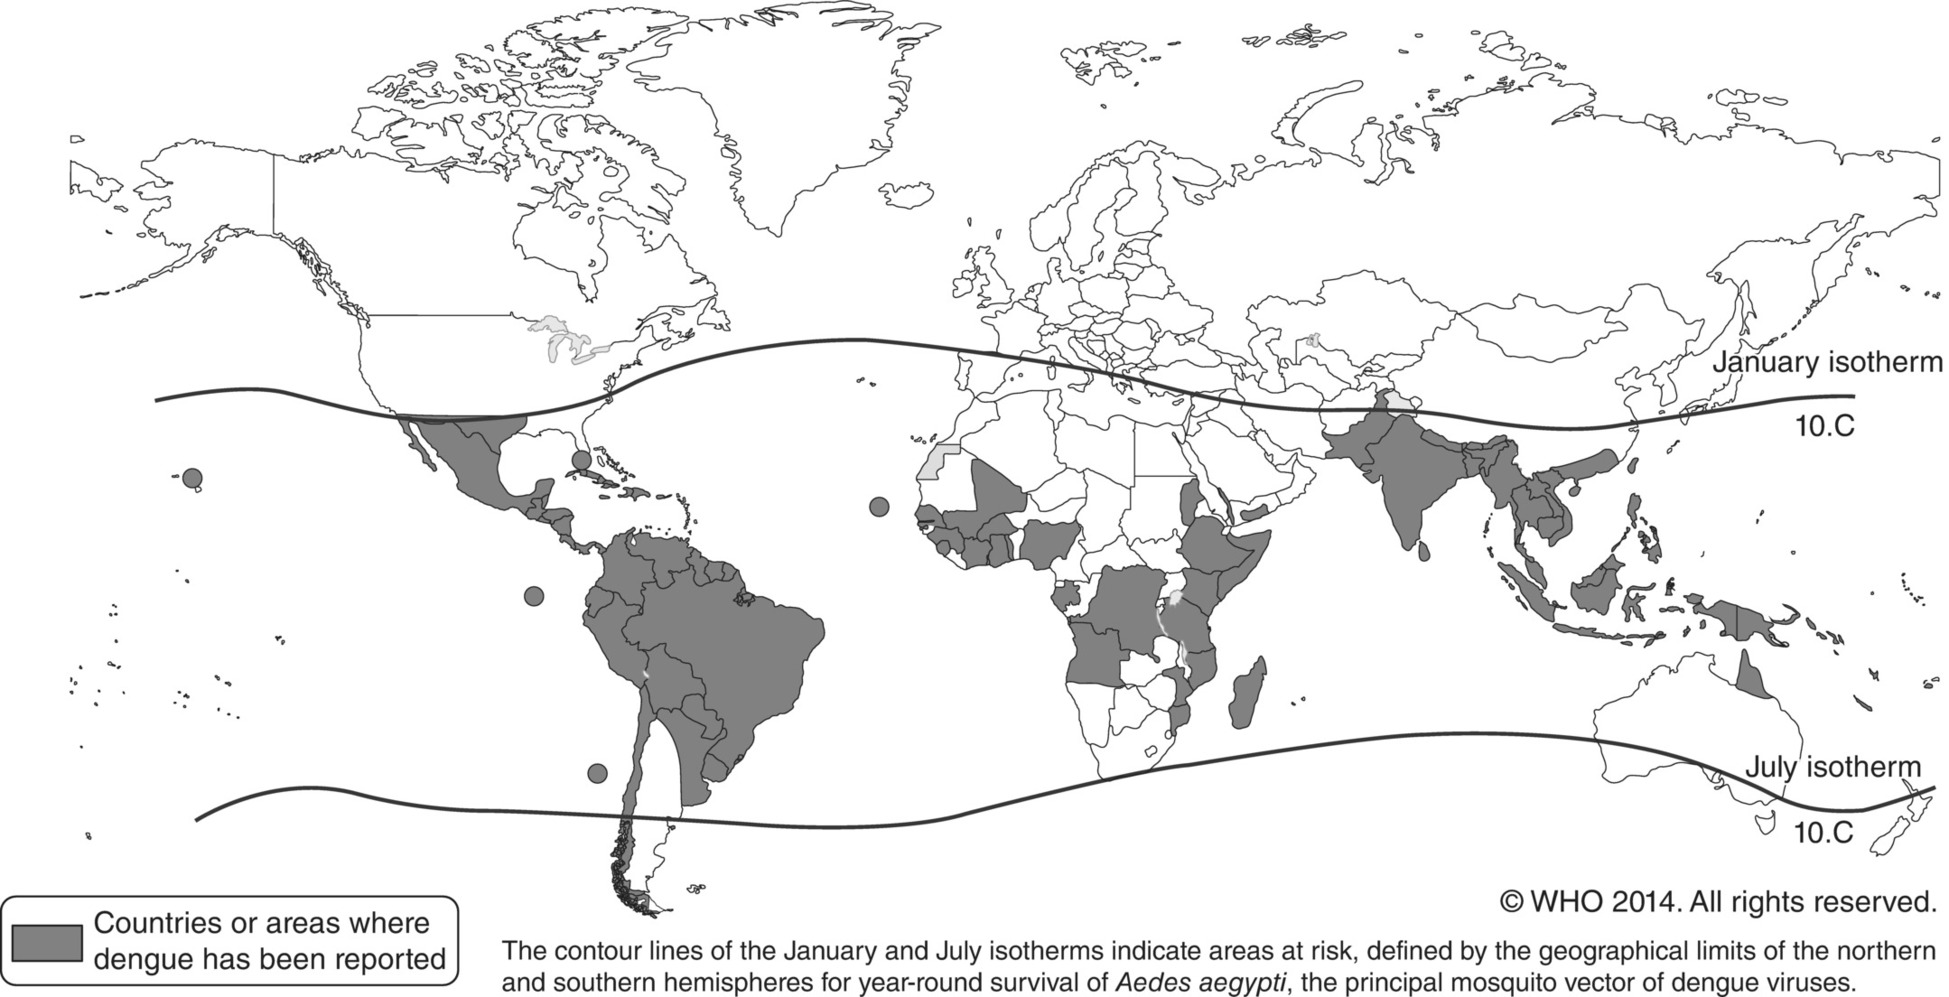 January isotherm
10.C
July isotherm
10.C
© WHO 2014. All rights reserved.
Countries or areas where
dengue has been reported
The contour lines of the January and July isotherms indicate areas at risk, defined by the geographical limits of the northern
and southern hemispheres for year-round survival of Aedes aegypti, the principal mosquito vector of dengue viruses.